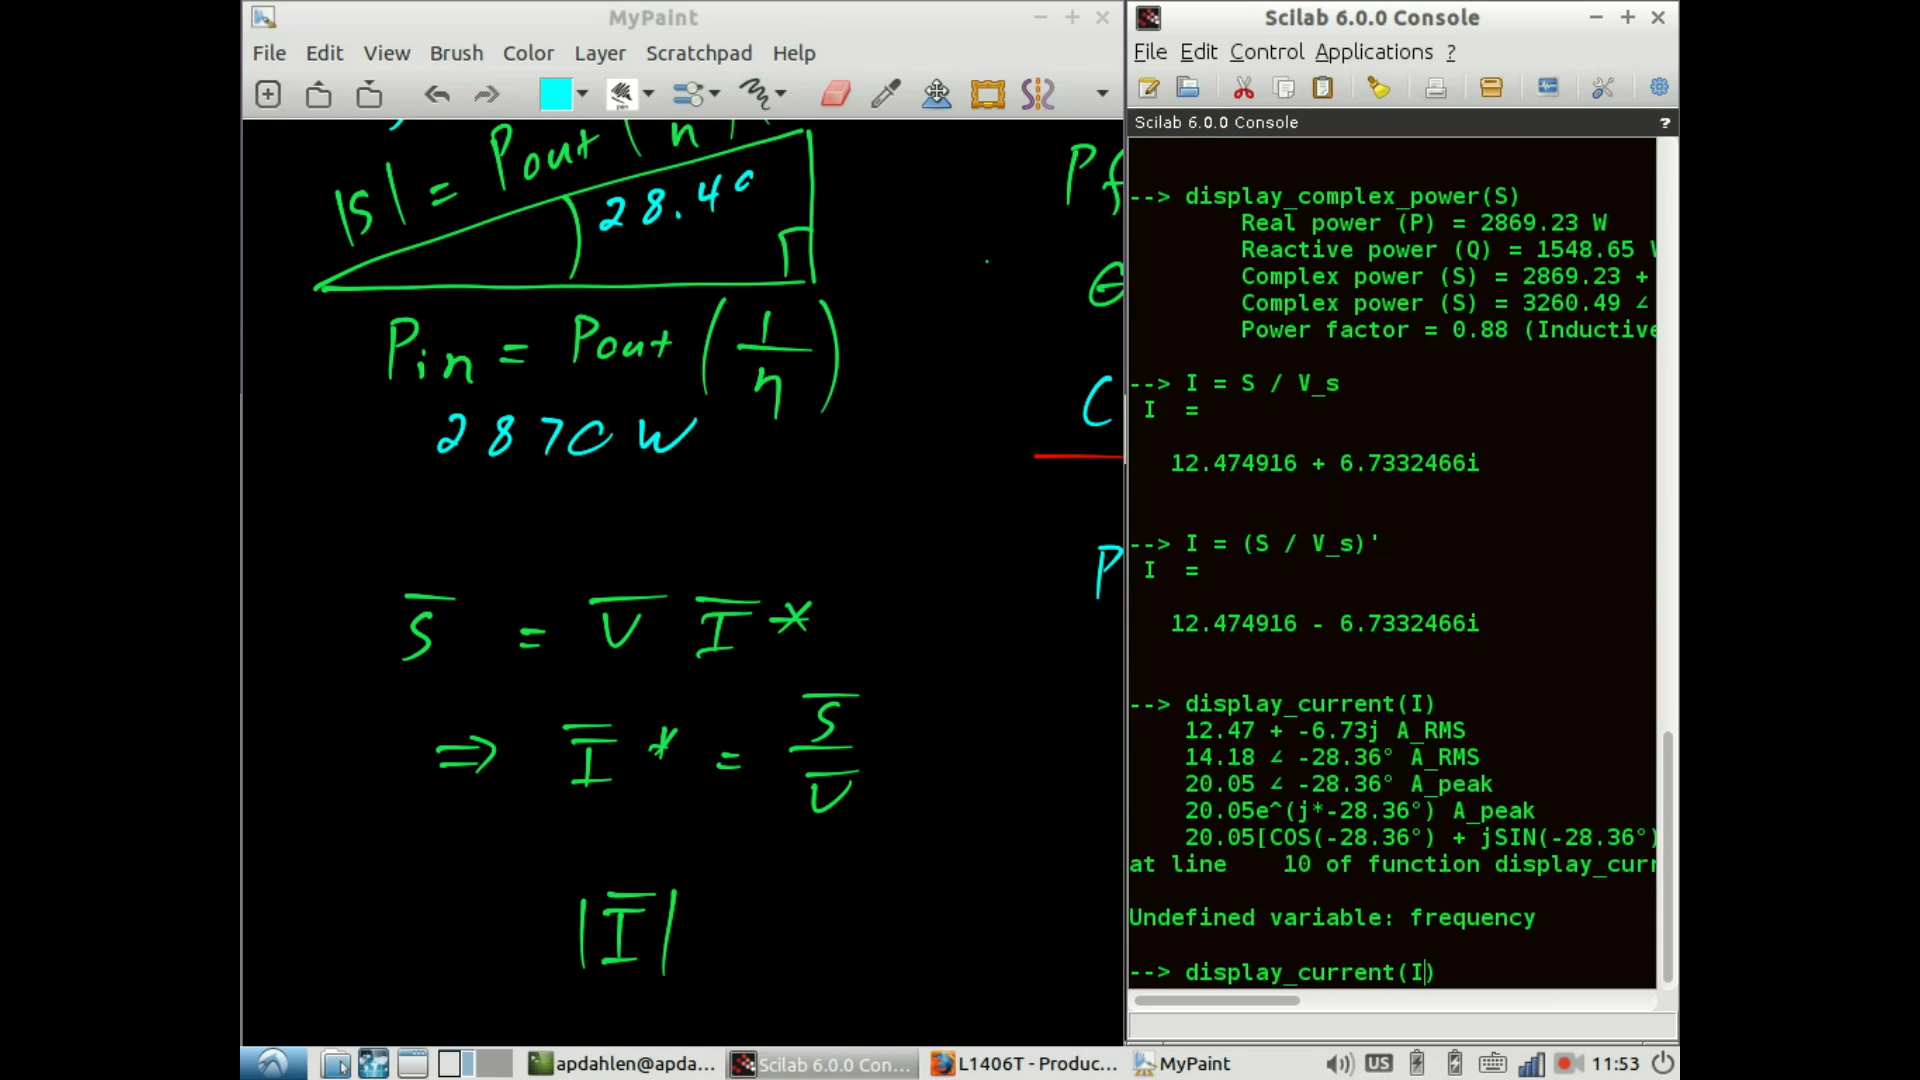 MyPaint
File Edit View Brush Color Layer Scratchpad Help
|S| = Pout ( n )
28.4°
Pin = Pout ( 1 / η )
2870 W
S = V I *
⇒ I * = S / V
| I |
Pf
C
P
Scilab 6.0.0 Console
File Edit Control Applications ?
Scilab 6.0.0 Console ?
--> display_complex_power(S)
Real power (P) = 2869.23 W
Reactive power (Q) = 1548.65
Complex power (S) = 2869.23 +
Complex power (S) = 3260.49 ∠
Power factor = 0.88 (Inductive
--> I = S / V_s
I =
12.474916 + 6.7332466i
--> I = (S / V_s)'
I =
12.474916 - 6.7332466i
--> display_current(I)
12.47 + -6.73j A_RMS
14.18 ∠ -28.36° A_RMS
20.05 ∠ -28.36° A_peak
20.05e^(j*-28.36°) A_peak
20.05[COS(-28.36°) + jSIN(-28.36°)
at line 10 of function display_curr
Undefined variable: frequency
--> display_current(I)
apdahlen@apda... Scilab 6.0.0 Con... L1406T - Produc... MyPaint US 11:53